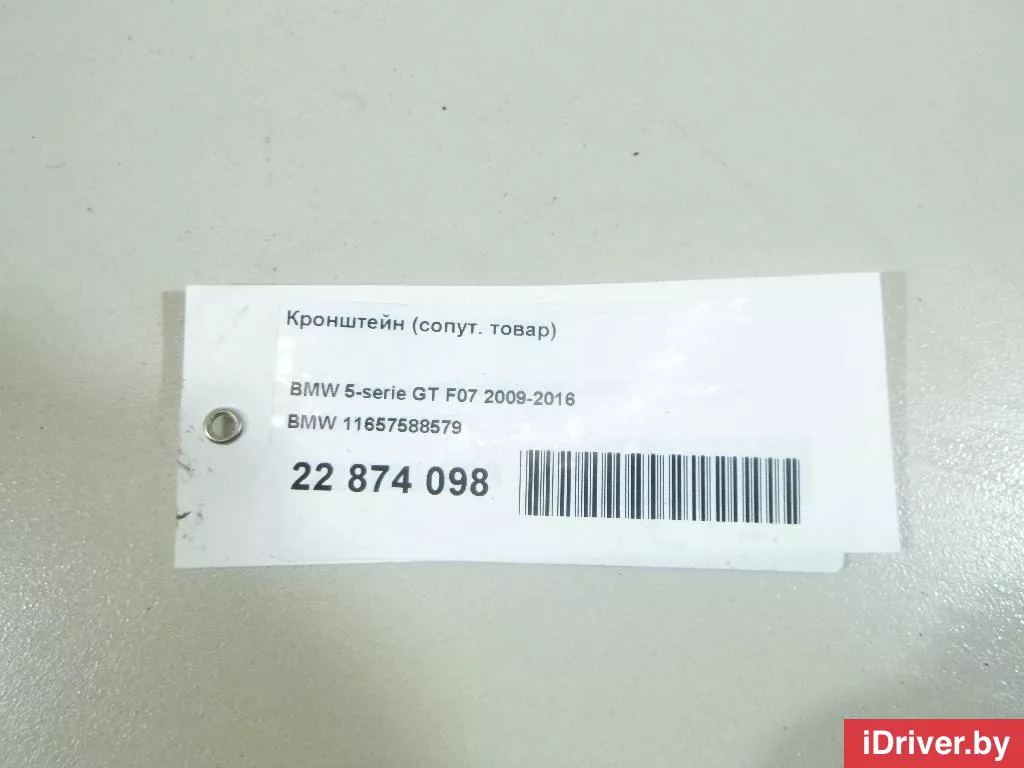 Кронштейн (сопут. товар)
BMW 5-serie GT F07 2009-2016
BMW 11657588579
22 874 098
iDriver.by